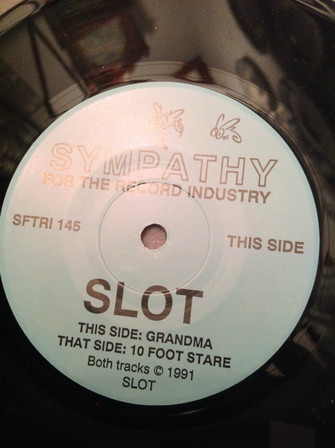 SYMPATHY
FOR THE RECORD INDUSTRY
SFTRI 145
THIS SIDE
SLOT
THIS SIDE: GRANDMA
THAT SIDE: 10 FOOT STARE
Both tracks © 1991
SLOT